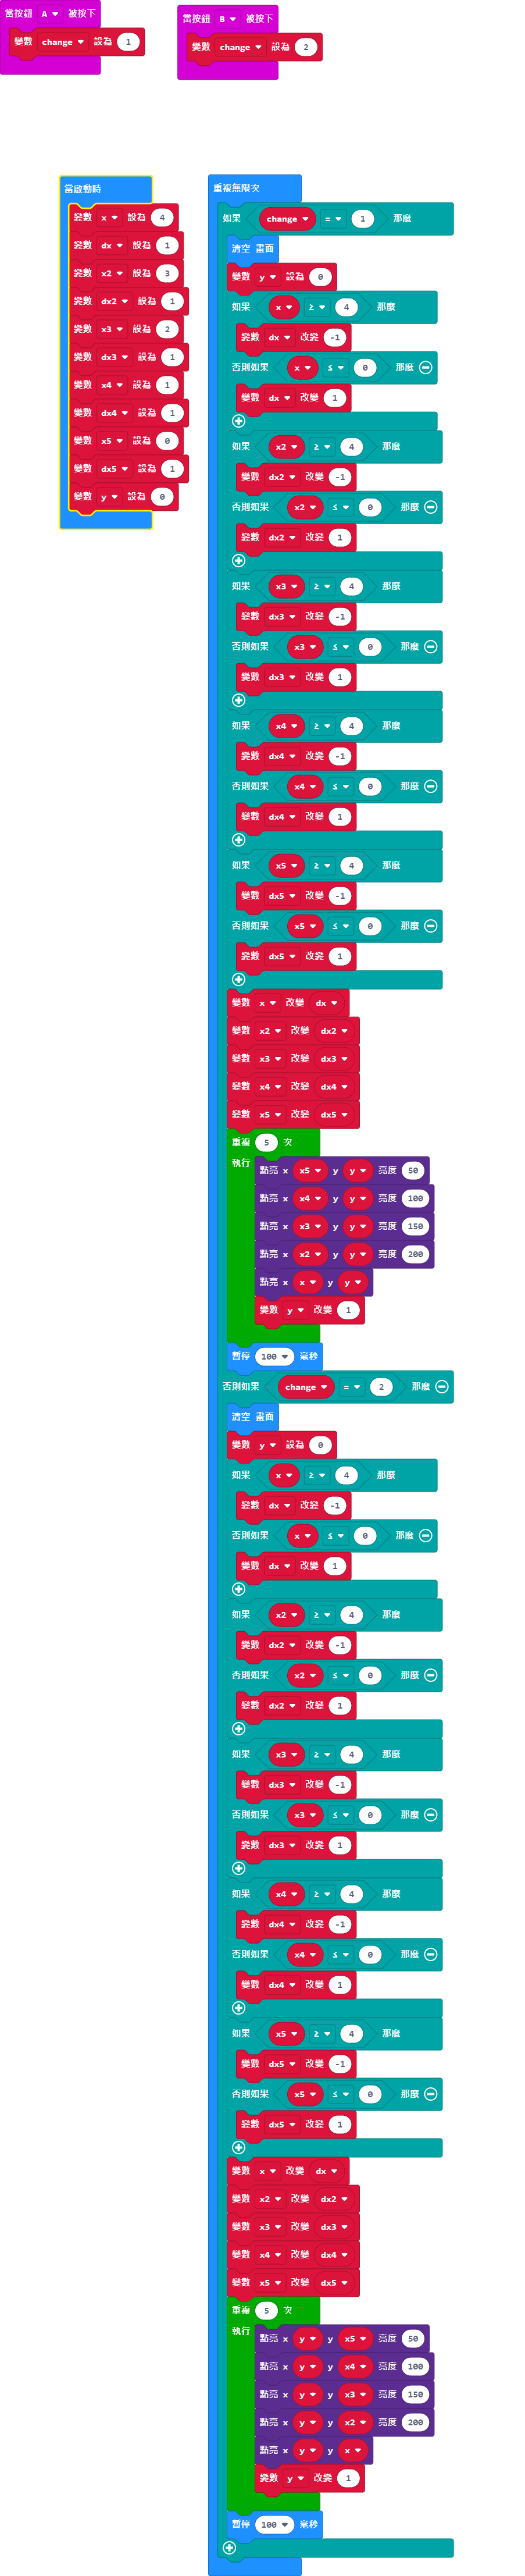 當按鈕 A 被按下
變數 change 設為 1
當按鈕 B 被按下
變數 change 設為 2
當啟動時
變數 x 設為 4
變數 dx 設為 1
變數 x2 設為 3
變數 dx2 設為 1
變數 x3 設為 2
變數 dx3 設為 1
變數 x4 設為 1
變數 dx4 設為 1
變數 x5 設為 0
變數 dx5 設為 1
變數 y 設為 0
重複無限次
如果 change = 1 那麼
清空 畫面
變數 y 設為 0
如果 x ≥ 4 那麼
變數 dx 改變 -1
否則如果 x ≤ 0 那麼
變數 dx 改變 1
如果 x2 ≥ 4 那麼
變數 dx2 改變 -1
否則如果 x2 ≤ 0 那麼
變數 dx2 改變 1
如果 x3 ≥ 4 那麼
變數 dx3 改變 -1
否則如果 x3 ≤ 0 那麼
變數 dx3 改變 1
如果 x4 ≥ 4 那麼
變數 dx4 改變 -1
否則如果 x4 ≤ 0 那麼
變數 dx4 改變 1
如果 x5 ≥ 4 那麼
變數 dx5 改變 -1
否則如果 x5 ≤ 0 那麼
變數 dx5 改變 1
變數 x 改變 dx
變數 x2 改變 dx2
變數 x3 改變 dx3
變數 x4 改變 dx4
變數 x5 改變 dx5
重複 5 次
執行 點亮 x x5 y y 亮度 50
點亮 x x4 y y 亮度 100
點亮 x x3 y y 亮度 150
點亮 x x2 y y 亮度 200
點亮 x x y y
變數 y 改變 1
暫停 100 毫秒
否則如果 change = 2 那麼
清空 畫面
變數 y 設為 0
如果 x ≥ 4 那麼
變數 dx 改變 -1
否則如果 x ≤ 0 那麼
變數 dx 改變 1
如果 x2 ≥ 4 那麼
變數 dx2 改變 -1
否則如果 x2 ≤ 0 那麼
變數 dx2 改變 1
如果 x3 ≥ 4 那麼
變數 dx3 改變 -1
否則如果 x3 ≤ 0 那麼
變數 dx3 改變 1
如果 x4 ≥ 4 那麼
變數 dx4 改變 -1
否則如果 x4 ≤ 0 那麼
變數 dx4 改變 1
如果 x5 ≥ 4 那麼
變數 dx5 改變 -1
否則如果 x5 ≤ 0 那麼
變數 dx5 改變 1
變數 x 改變 dx
變數 x2 改變 dx2
變數 x3 改變 dx3
變數 x4 改變 dx4
變數 x5 改變 dx5
重複 5 次
執行 點亮 x y y x5 亮度 50
點亮 x y y x4 亮度 100
點亮 x y y x3 亮度 150
點亮 x y y x2 亮度 200
點亮 x y y x
變數 y 改變 1
暫停 100 毫秒